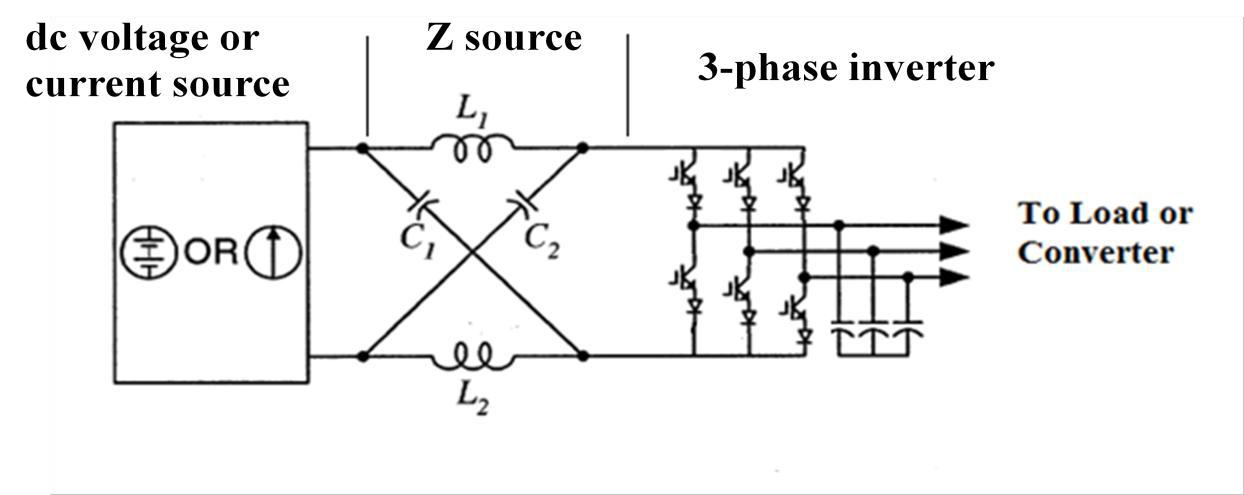 dc voltage or
current source
Z source
3-phase inverter
L1
C1
C2
OR
L2
To Load or
Converter